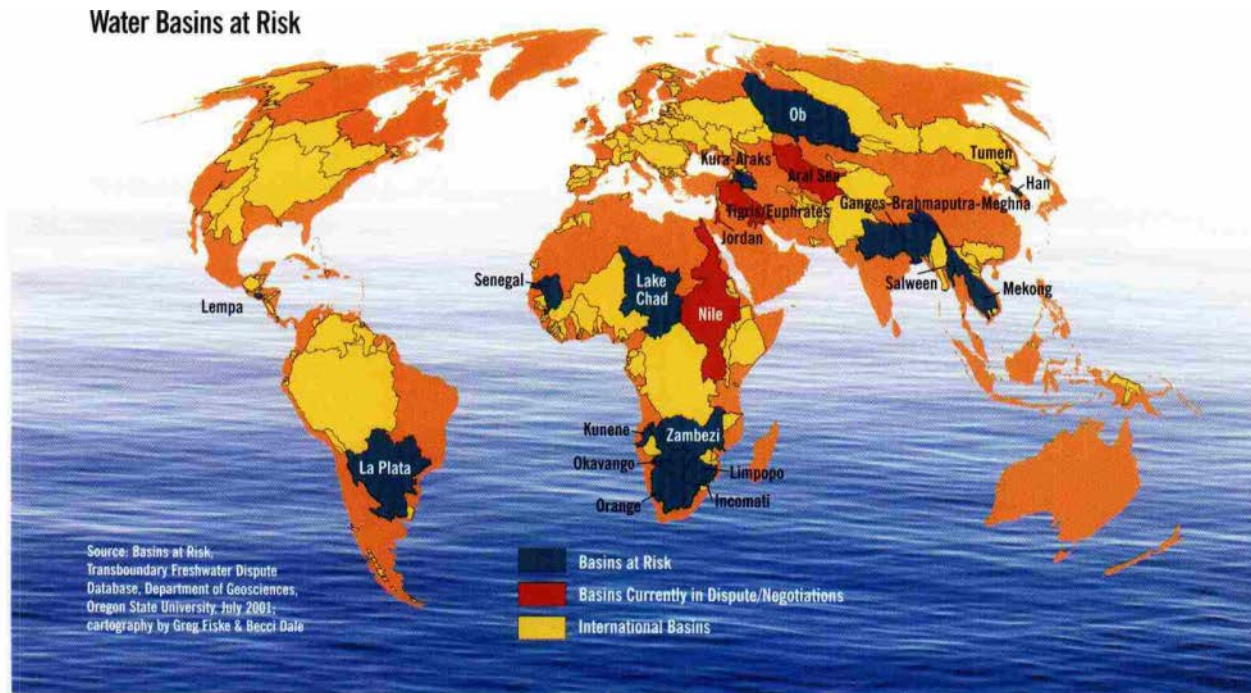 Water Basins at Risk
Ob
Tumen
Kura-Araks
Han
Aral Sea
Ganges-Brahmaputra-Meghna
Tigris/Euphrates
Jordan
Senegal
Lake
Chad
Salween
Mekong
Lempa
Nile
Kunene
Zambezi
La Plata
Okavango
Limpopo
Orange
Incomati
Source: Basins at Risk,
Transboundary Freshwater Dispute
Database, Department of Geosciences,
Oregon State University, July 2001;
cartography by Greg Fiske & Becci Dale
Basins at Risk
Basins Currently in Dispute/Negotiations
International Basins